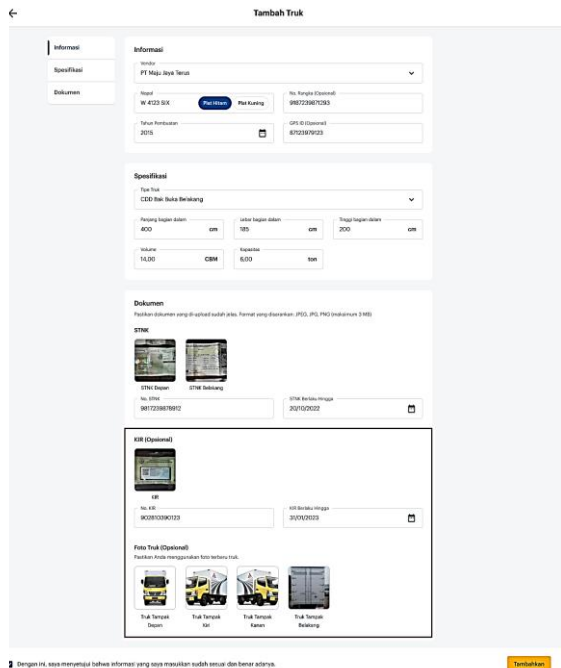 Tambah Truk
Informasi
Spesifikasi
Dokumen
Informasi
Vendor
PT Maju Jaya Terus
Nopol
W 4123 SIX
Plat Hitam
Plat Kuning
No. Rangka (Opsional)
9187239871293
Tahun Pembuatan
2015
GPS ID (Opsional)
87123979123
Spesifikasi
Tipe Truk
CDD Bak Buka Belakang
Panjang bagian dalam
400 cm
Lebar bagian dalam
185 cm
Tinggi bagian dalam
200 cm
Volume
14,00 CBM
Kapasitas
6,00 ton
Dokumen
Pastikan dokumen yang di-upload sudah jelas. Format yang disarankan: JPEG, JPG, PNG (maksimum 3 MB)
STNK
STNK Depan
STNK Belakang
No. STNK
9817239878912
STNK Berlaku Hingga
20/10/2022
KIR (Opsional)
KIR
No. KIR
902810390123
KIR Berlaku Hingga
31/01/2023
Foto Truk (Opsional)
Pastikan Anda menggunakan foto terbaru truk.
Truk Tampak Depan
Truk Tampak Kiri
Truk Tampak Kanan
Truk Tampak Belakang
Dengan ini, saya menyetujui bahwa informasi yang saya masukkan sudah sesuai dan benar adanya.
Tambahkan